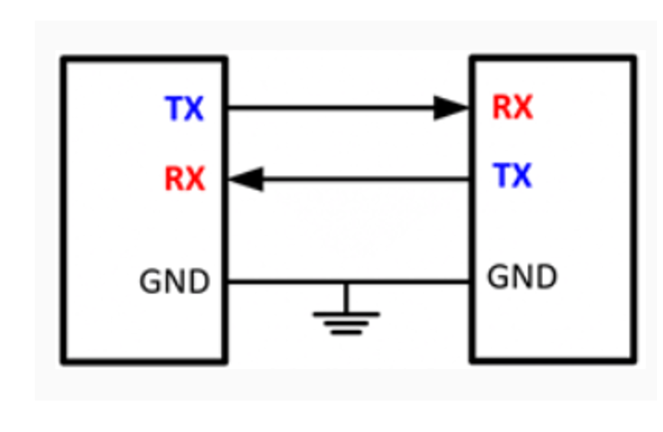 TX RX
RX TX
GND GND